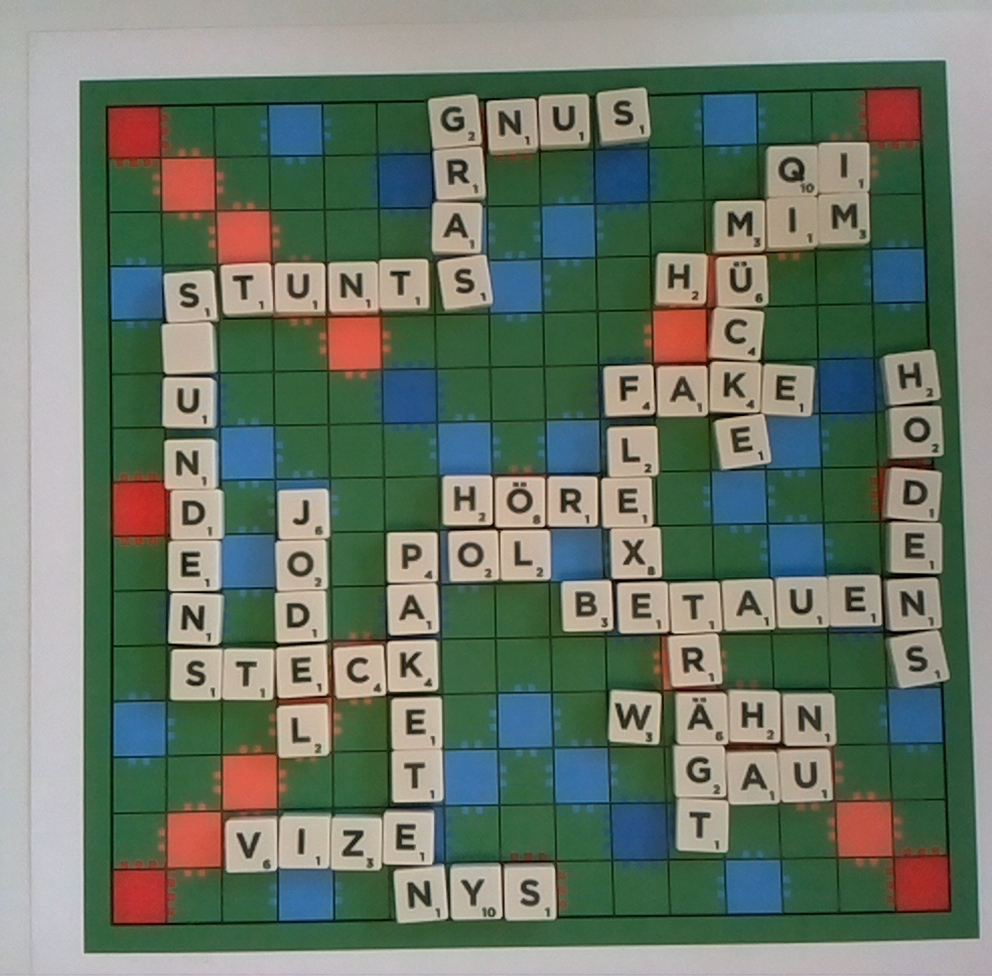 GNUS
R QI
A MIM
STUNTS HÜ
C
U FAKE H
N L E O
D J HÖRE D
E O POL X E
N D A BETAUEN
STECK R S
L E WÄHN
T GAU
VIZE T
NYS